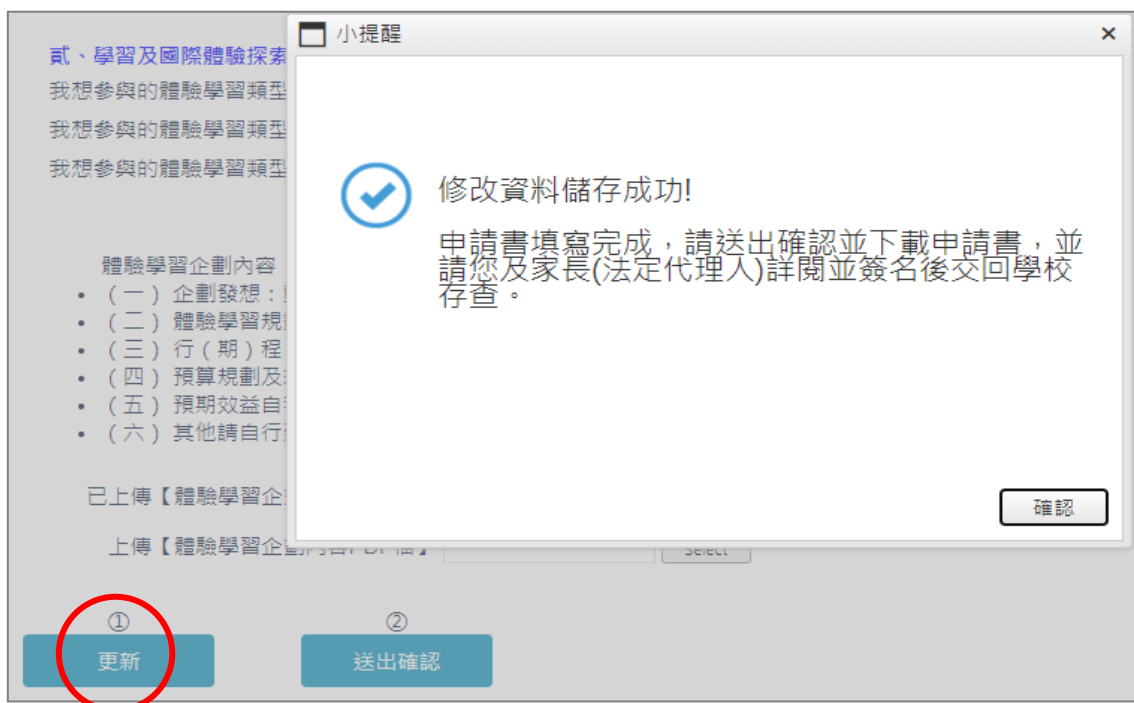 小提醒
×
貳、學習及國際體驗探索
我想參與的體驗學習類型
我想參與的體驗學習類型
我想參與的體驗學習類型
修改資料儲存成功!
申請書填寫完成，請送出確認並下載申請書，並
請您及家長(法定代理人)詳閱並簽名後交回學校
存查。
體驗學習企劃內容
• （一）企劃發想：
• （二）體驗學習規
• （三）行（期）程
• （四）預算規劃及
• （五）預期效益自
• （六）其他請自行
已上傳【體驗學習企
確認
上傳【體驗學習企劃內容PDF檔】
Select
① ②
更新 送出確認